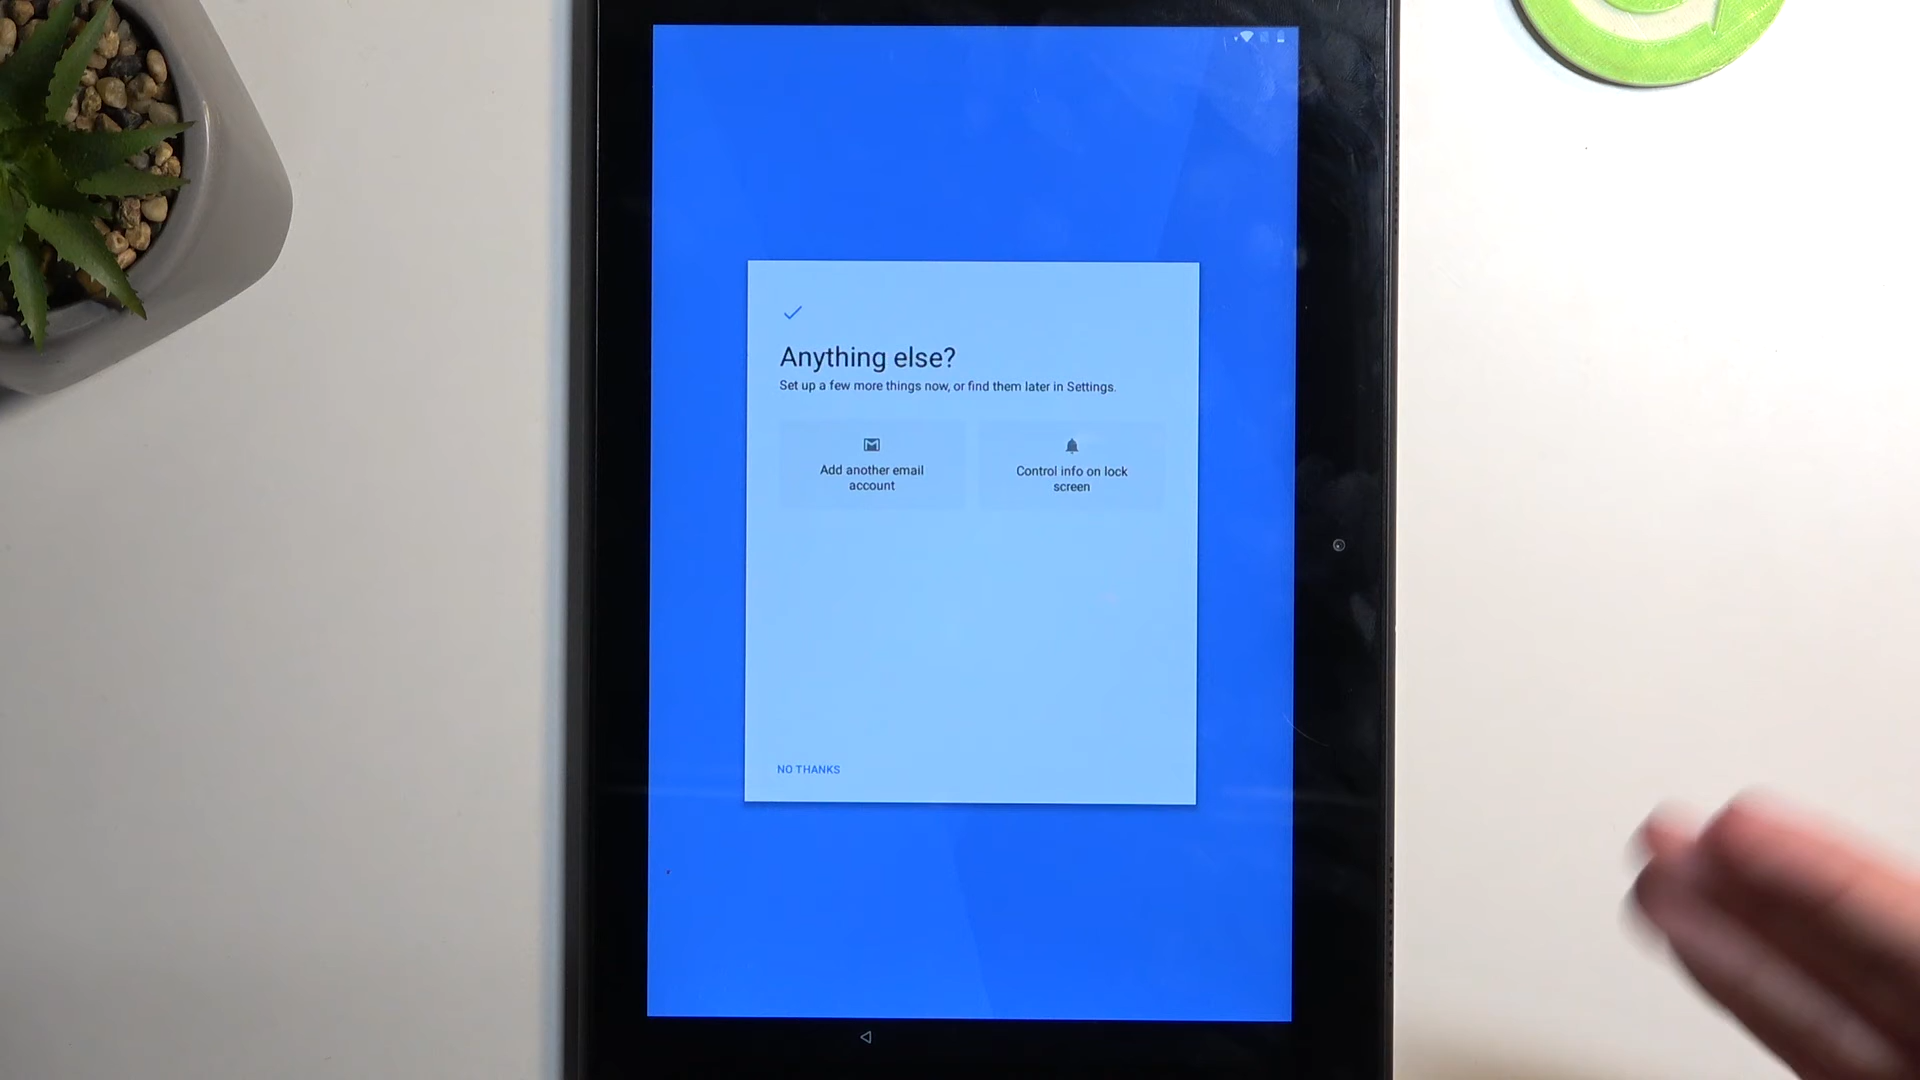 Anything else?
Set up a few more things now, or find them later in Settings.
Add another email
account
Control info on lock
screen
NO THANKS